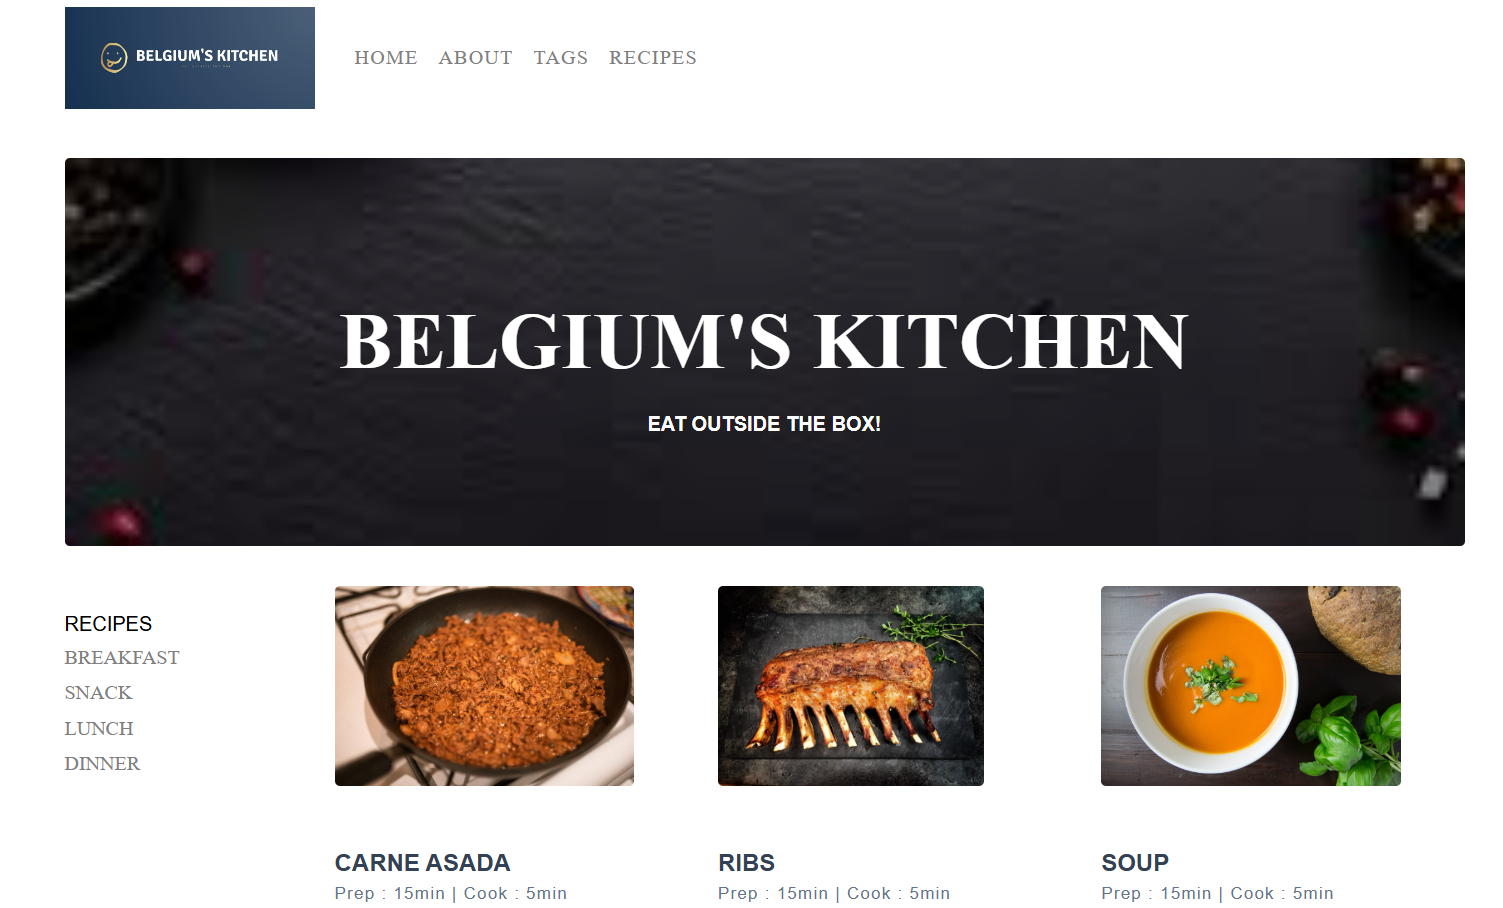 BELGIUM'S KITCHEN
HOME ABOUT TAGS RECIPES
BELGIUM'S KITCHEN
EAT OUTSIDE THE BOX!
RECIPES
BREAKFAST
SNACK
LUNCH
DINNER
CARNE ASADA
Prep : 15min | Cook : 5min
RIBS
Prep : 15min | Cook : 5min
SOUP
Prep : 15min | Cook : 5min